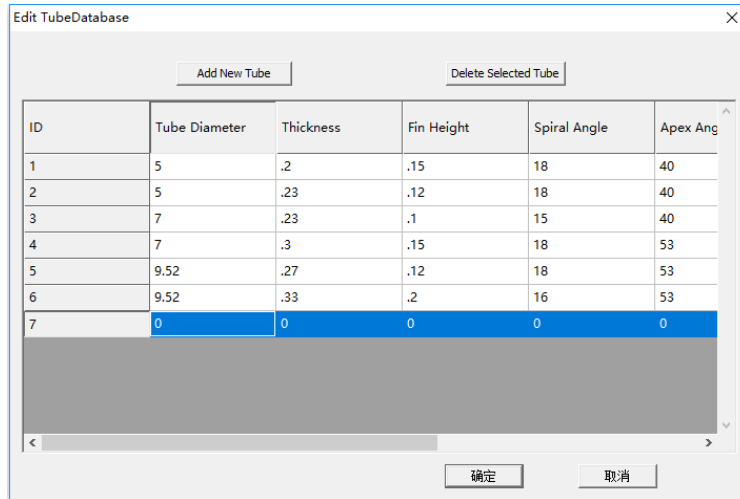 Edit TubeDatabase
Add New Tube Delete Selected Tube
ID Tube Diameter Thickness Fin Height Spiral Angle Apex Ang
1 5 .2 .15 18 40
2 5 .23 .12 18 40
3 7 .23 .1 15 40
4 7 .3 .15 18 53
5 9.52 .27 .12 18 53
6 9.52 .33 .2 16 53
7 0 0 0 0 0
确定 取消